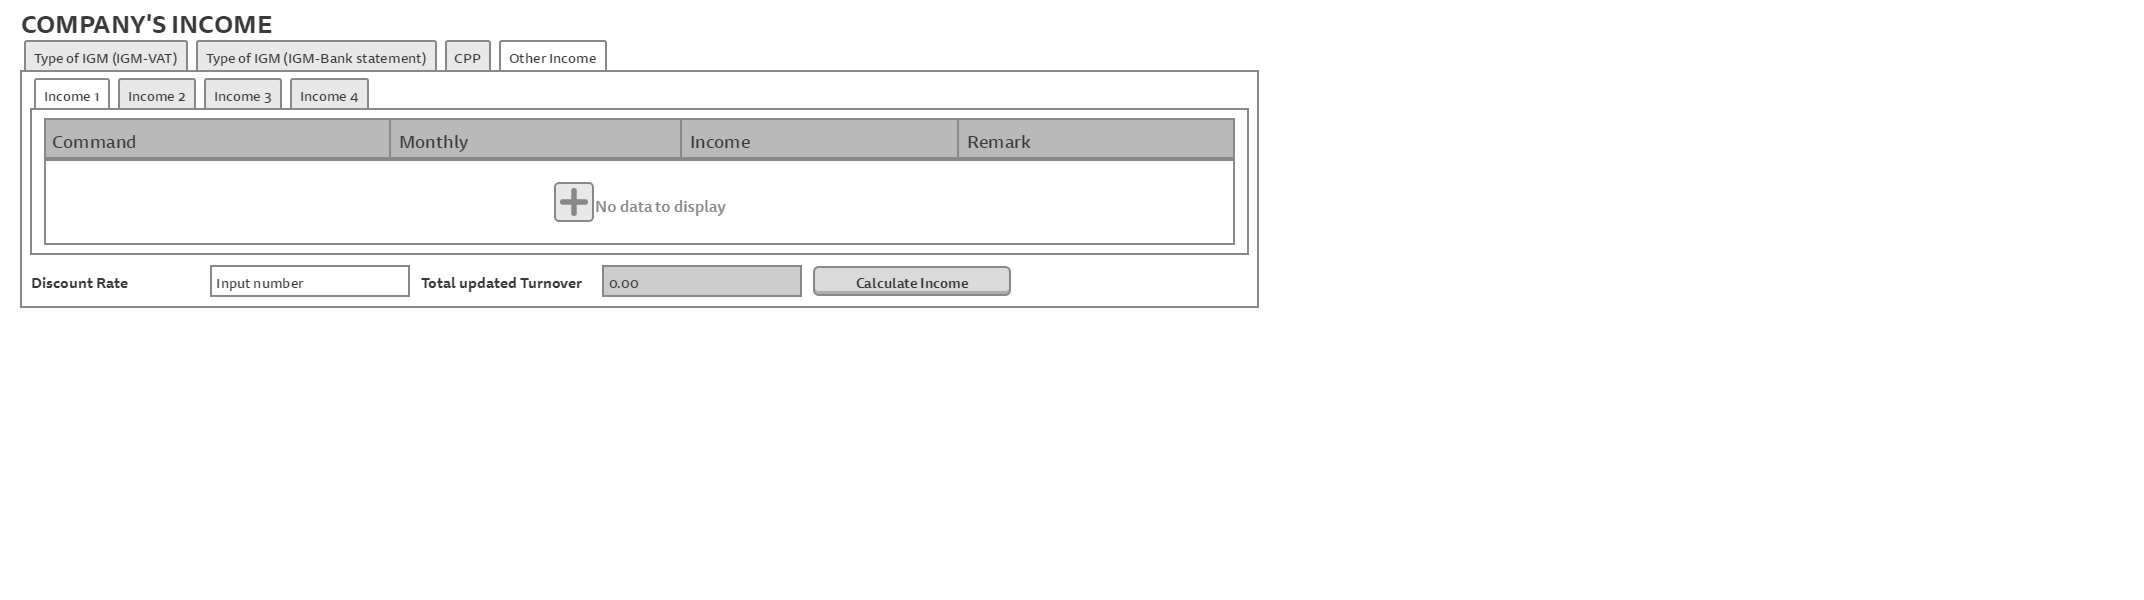 COMPANY'S INCOME
Type of IGM (IGM-VAT) Type of IGM (IGM-Bank statement) CPP Other Income
Income 1 Income 2 Income 3 Income 4
Command Monthly Income Remark
No data to display
Discount Rate Input number Total updated Turnover 0.00 Calculate Income